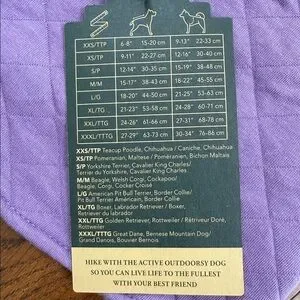 XXS/TTP 6-8" 15-20 cm 9-13" 22-33 cm
XS/TP 9-11" 22-27 cm 12-16" 30-40 cm
S/P 12-14" 30-35 cm 15-19" 38-48 cm
M/M 15-17" 38-43 cm 18-25" 45-63 cm
L/G 18-20" 45-50 cm 21-27" 53-68 cm
XL/TG 21-23" 53-58 cm 24-28" 60-71 cm
XXL/TTG 24-26" 60-66 cm 27-31" 68-78 cm
XXXL/TTTG 27-29" 63-73 cm 30-34" 76-86 cm
XXS/TTP Teacup Poodle, Chihuahua / Caniche, Chihuahua
XS/TP Pomeranian, Maltese / Poméranien, Bichon Maltais
S/P Yorkshire Terrier, Cavalier King Charles/
Terrier du Yorkshire, Cavalier King Charles
M/M Beagle, Welsh Corgi, Cockapoo/
Beagle, Corgi, Cocker Croisé
L/G American Pit Bull Terrier, Border Collie/
Pit Bull Terrier Américain, Border Collie
XL/TG Boxer, Labrador Retriever / Boxer,
Retriever du labrador
XXL/TTG Golden Retriever, Rottweiler / Rétriveur Doré,
Rottweiler
XXXL/TTTG Great Dane, Bernese Mountain Dog/
Grand Danois, Bouvier Bernois
HIKE WITH THE ACTIVE OUTDOORSY DOG
SO YOU CAN LIVE LIFE TO THE FULLEST
WITH YOUR BEST FRIEND